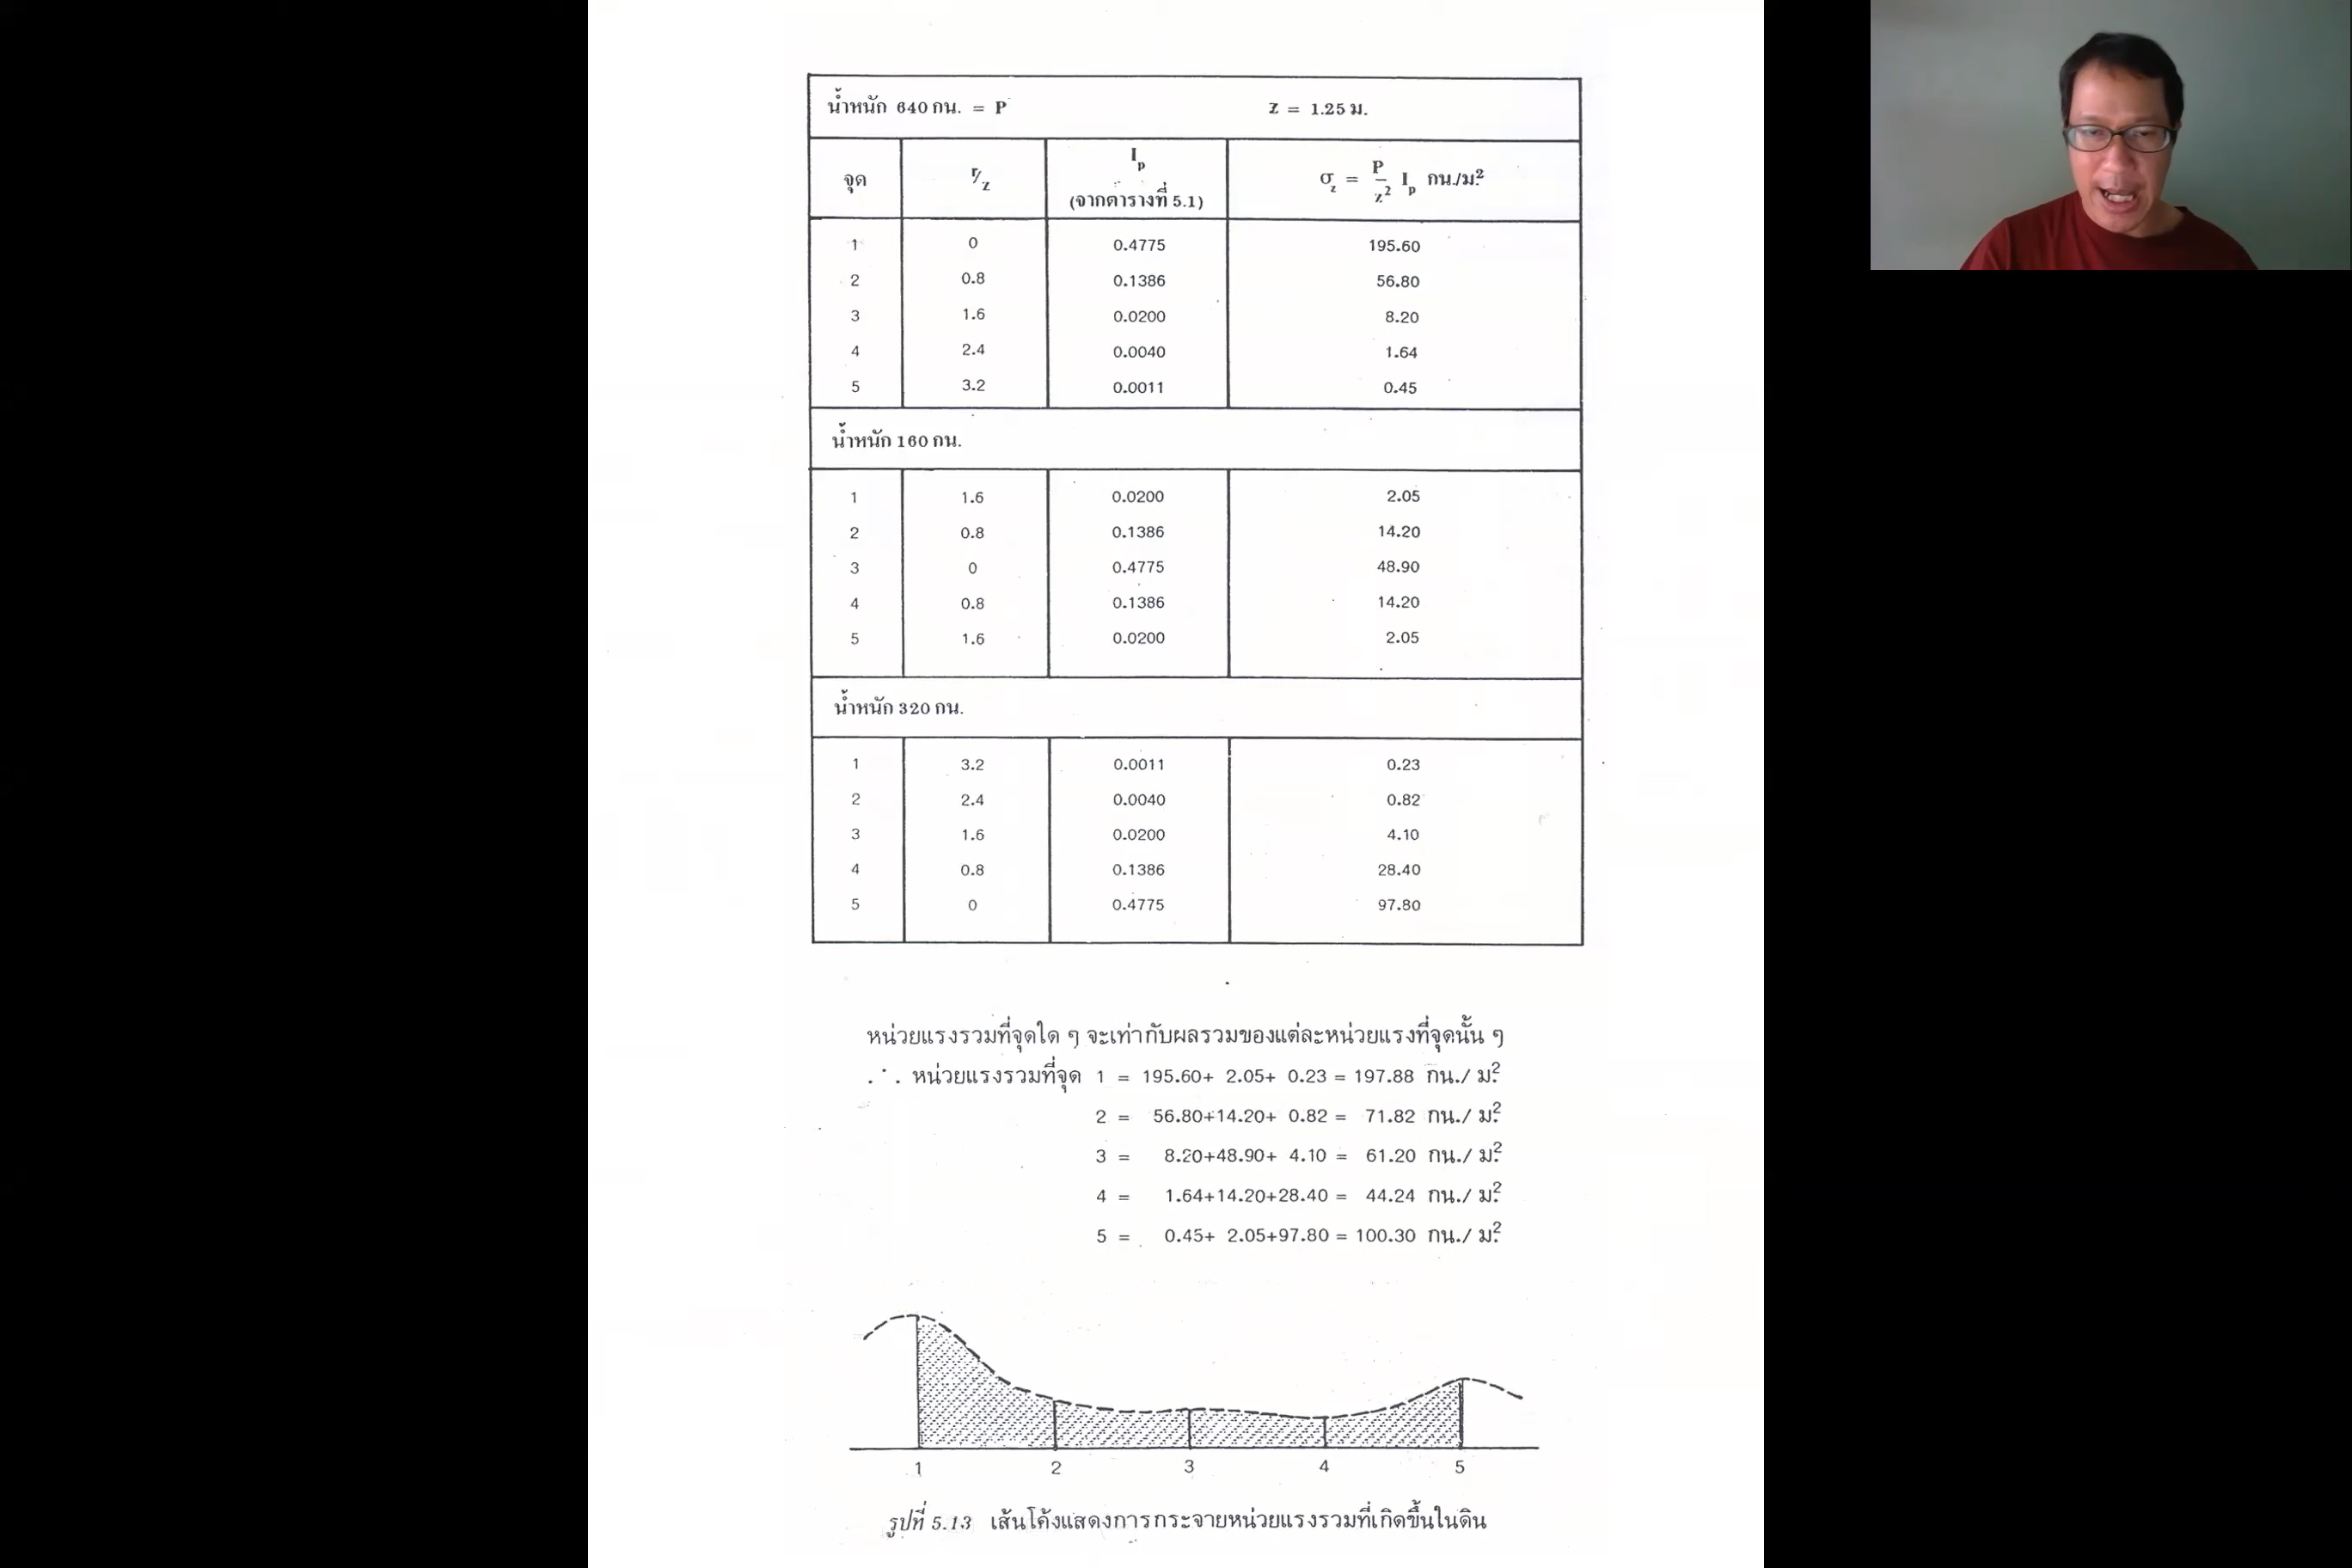 น้ำหนัก 640 กน. = P z = 1.25 ม.
จุด r/z I_p (จากตารางที่ 5.1) σ_z = P/z² I_p กน./ม.²
1 0 0.4775 195.60
2 0.8 0.1386 56.80
3 1.6 0.0200 8.20
4 2.4 0.0040 1.64
5 3.2 0.0011 0.45
น้ำหนัก 160 กน.
1 1.6 0.0200 2.05
2 0.8 0.1386 14.20
3 0 0.4775 48.90
4 0.8 0.1386 14.20
5 1.6 0.0200 2.05
น้ำหนัก 320 กน.
1 3.2 0.0011 0.23
2 2.4 0.0040 0.82
3 1.6 0.0200 4.10
4 0.8 0.1386 28.40
5 0 0.4775 97.80
หน่วยแรงรวมที่จุดใด ๆ จะเท่ากับผลรวมของแต่ละหน่วยแรงที่จุดนั้น ๆ
∴ หน่วยแรงรวมที่จุด 1 = 195.60+ 2.05+ 0.23 = 197.88 กน./ ม.²
2 = 56.80+14.20+ 0.82 = 71.82 กน./ ม.²
3 = 8.20+48.90+ 4.10 = 61.20 กน./ ม.²
4 = 1.64+14.20+28.40 = 44.24 กน./ ม.²
5 = 0.45+ 2.05+97.80 = 100.30 กน./ ม.²
1 2 3 4 5
รูปที่ 5.13 เส้นโค้งแสดงการกระจายหน่วยแรงรวมที่เกิดขึ้นในดิน